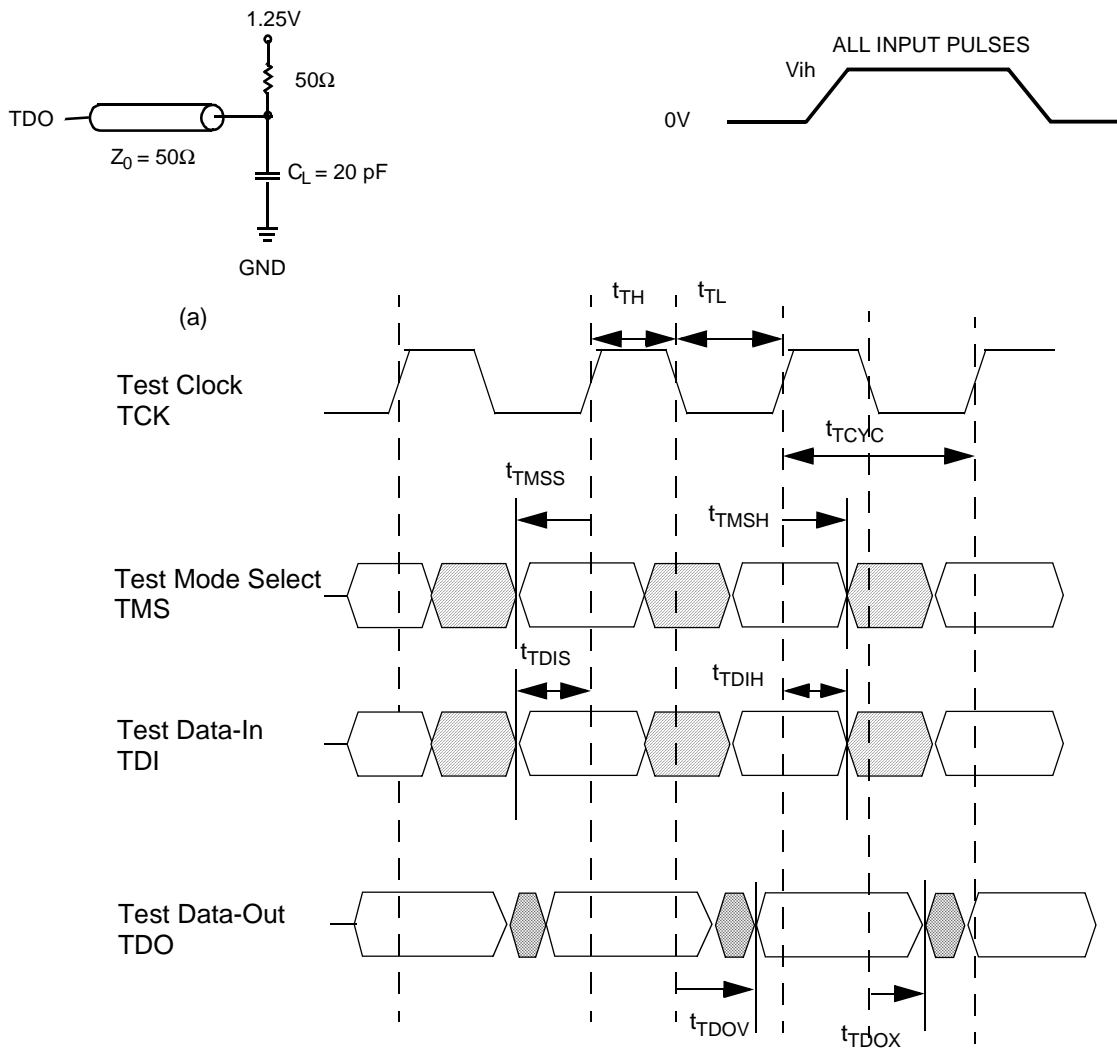 1.25V
50Ω
TDO
Z0 = 50Ω
CL = 20 pF
GND
(a)
ALL INPUT PULSES
Vih
0V
tTH
tTL
Test Clock
TCK
tTCYC
tTMSS
tTMSH
Test Mode Select
TMS
tTDIS
tTDIH
Test Data-In
TDI
Test Data-Out
TDO
tTDOV
tTDOX